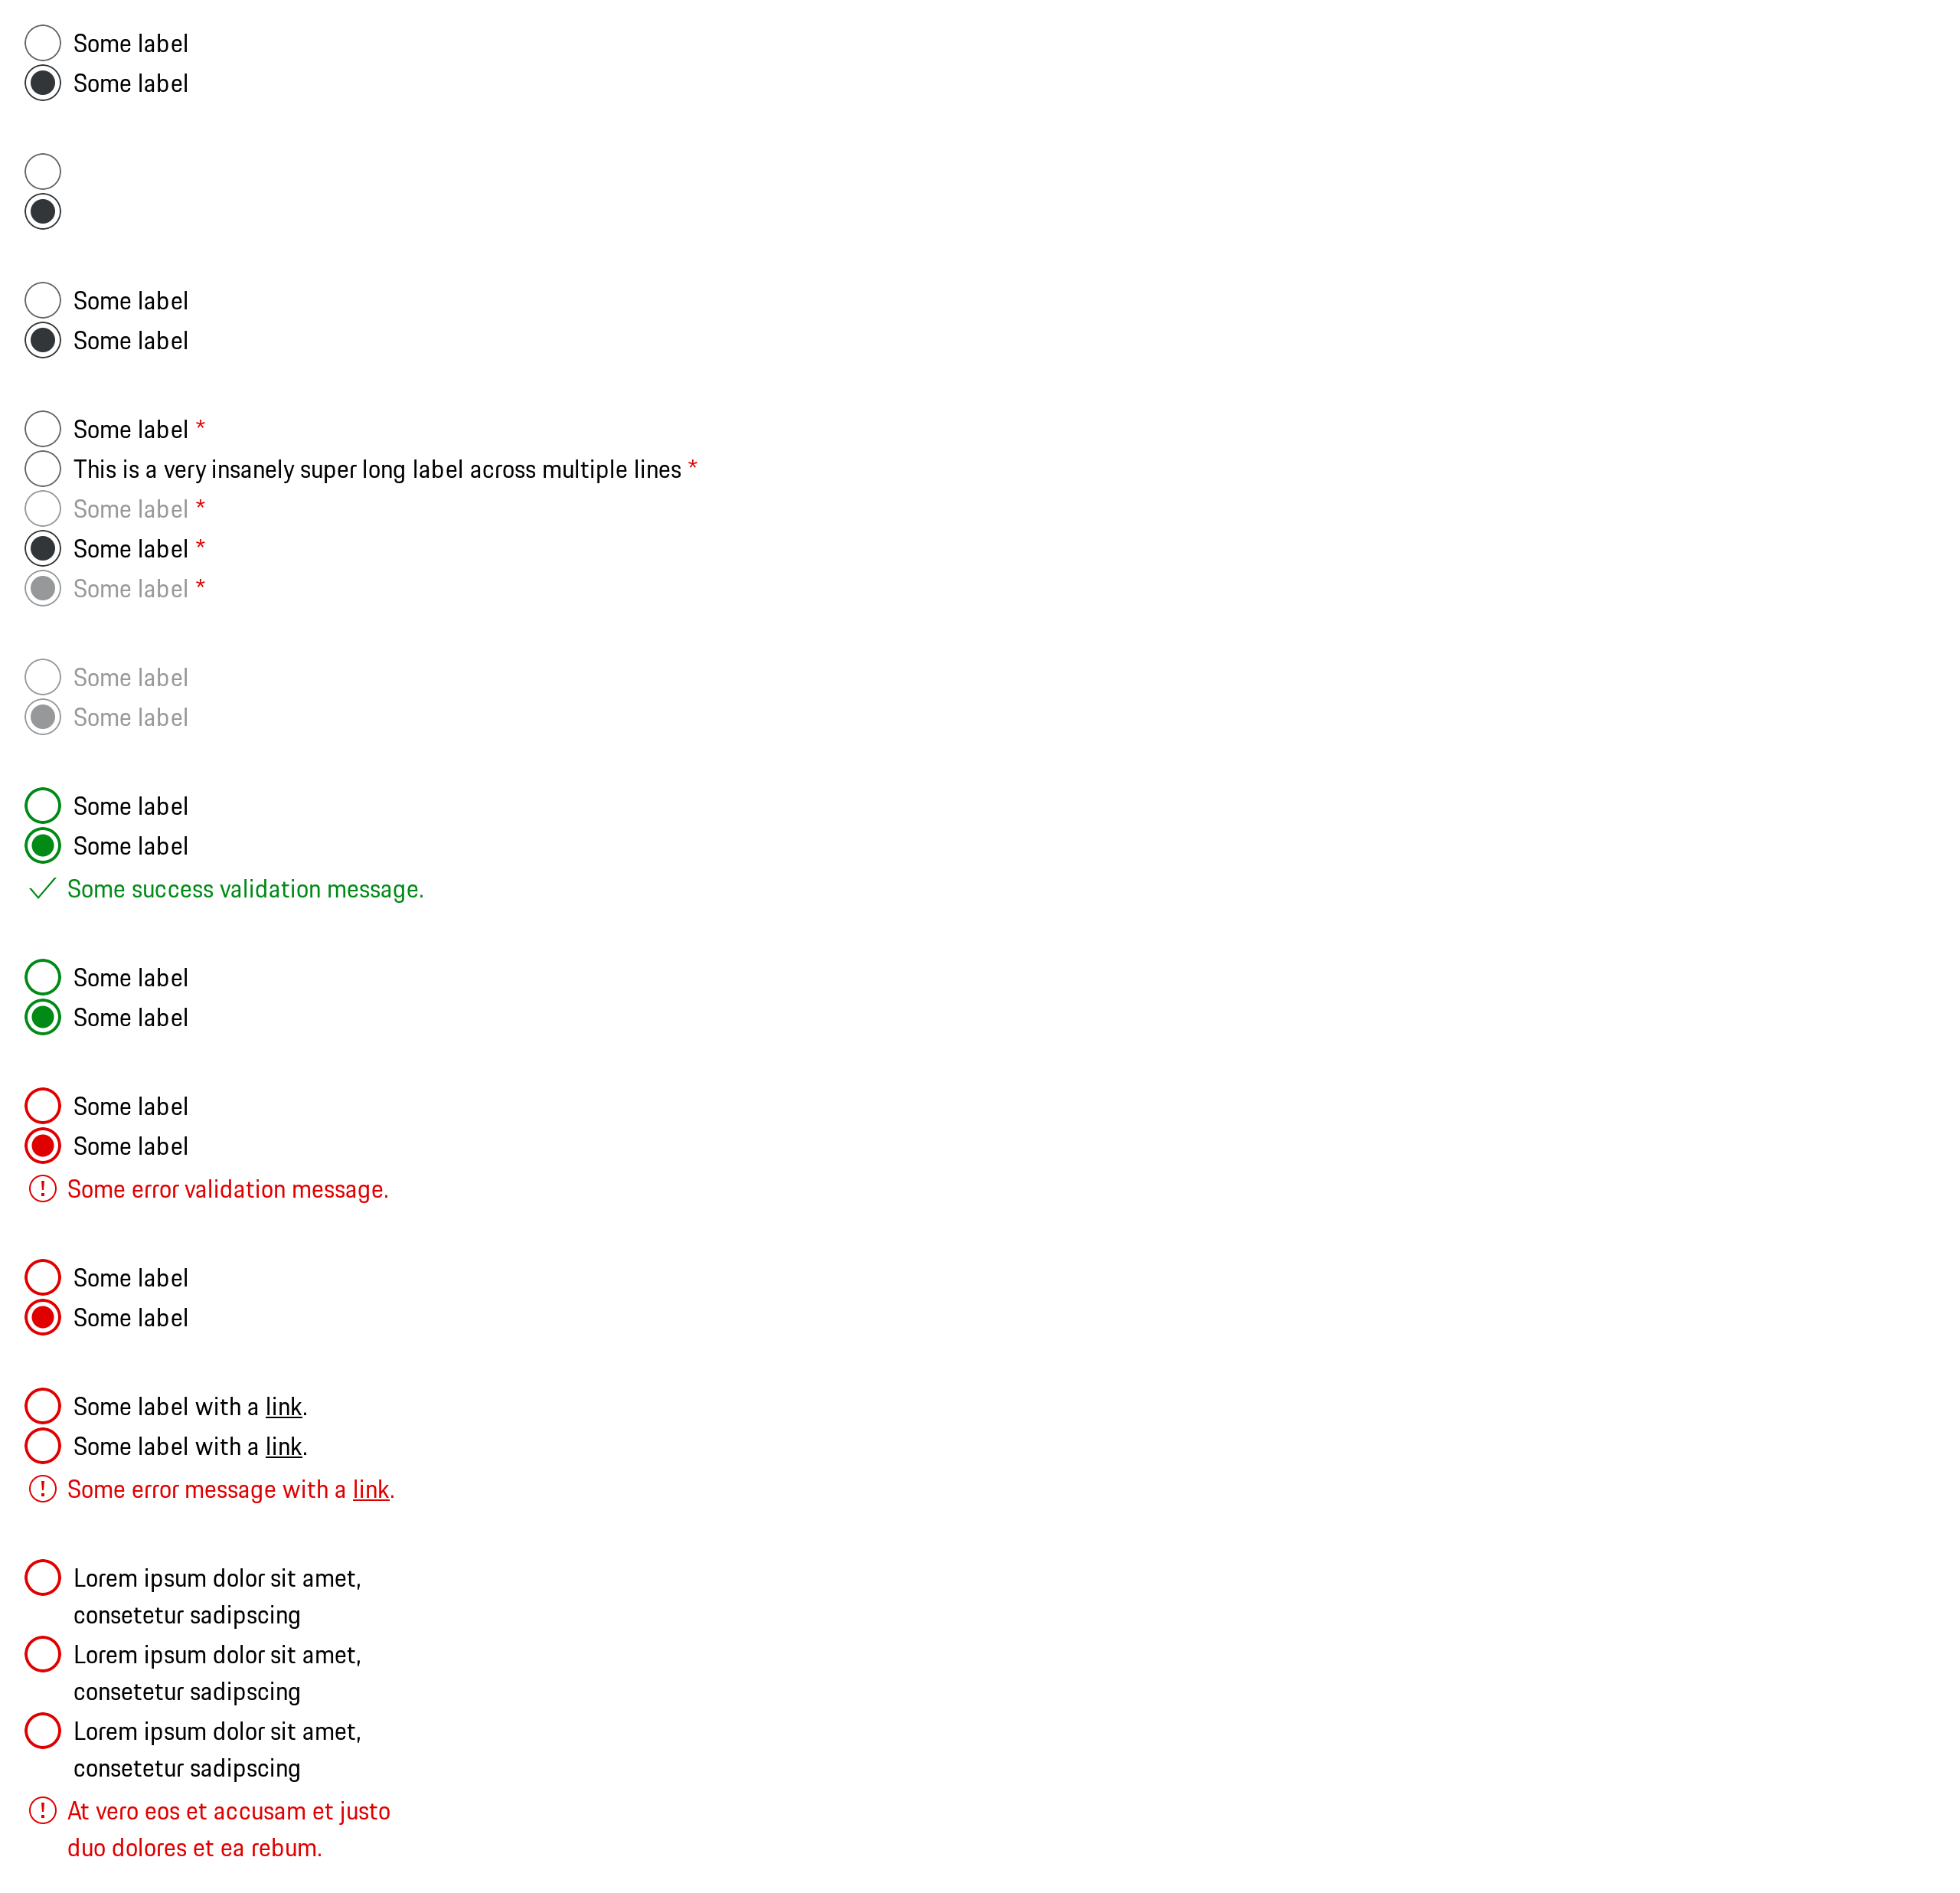 Some label
Some label
Some label
Some label
Some label *
This is a very insanely super long label across multiple lines *
Some label *
Some label *
Some label *
Some label
Some label
Some label
Some label
Some success validation message.
Some label
Some label
Some label
Some label
Some error validation message.
Some label
Some label
Some label with a link.
Some label with a link.
Some error message with a link.
Lorem ipsum dolor sit amet,
consetetur sadipscing
Lorem ipsum dolor sit amet,
consetetur sadipscing
Lorem ipsum dolor sit amet,
consetetur sadipscing
At vero eos et accusam et justo
duo dolores et ea rebum.